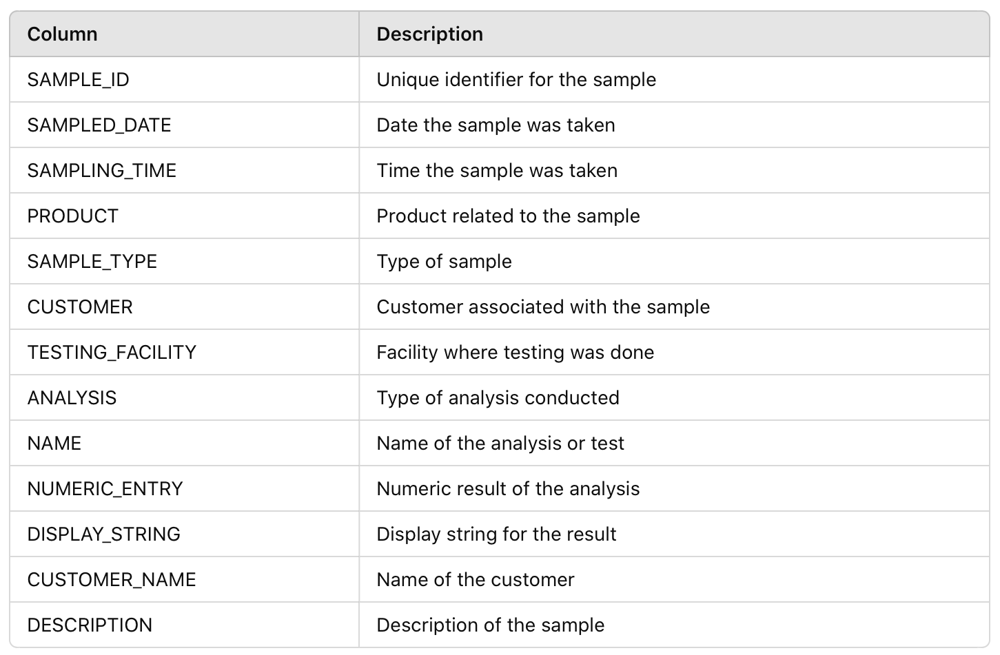 Column Description
SAMPLE_ID Unique identifier for the sample
SAMPLED_DATE Date the sample was taken
SAMPLING_TIME Time the sample was taken
PRODUCT Product related to the sample
SAMPLE_TYPE Type of sample
CUSTOMER Customer associated with the sample
TESTING_FACILITY Facility where testing was done
ANALYSIS Type of analysis conducted
NAME Name of the analysis or test
NUMERIC_ENTRY Numeric result of the analysis
DISPLAY_STRING Display string for the result
CUSTOMER_NAME Name of the customer
DESCRIPTION Description of the sample